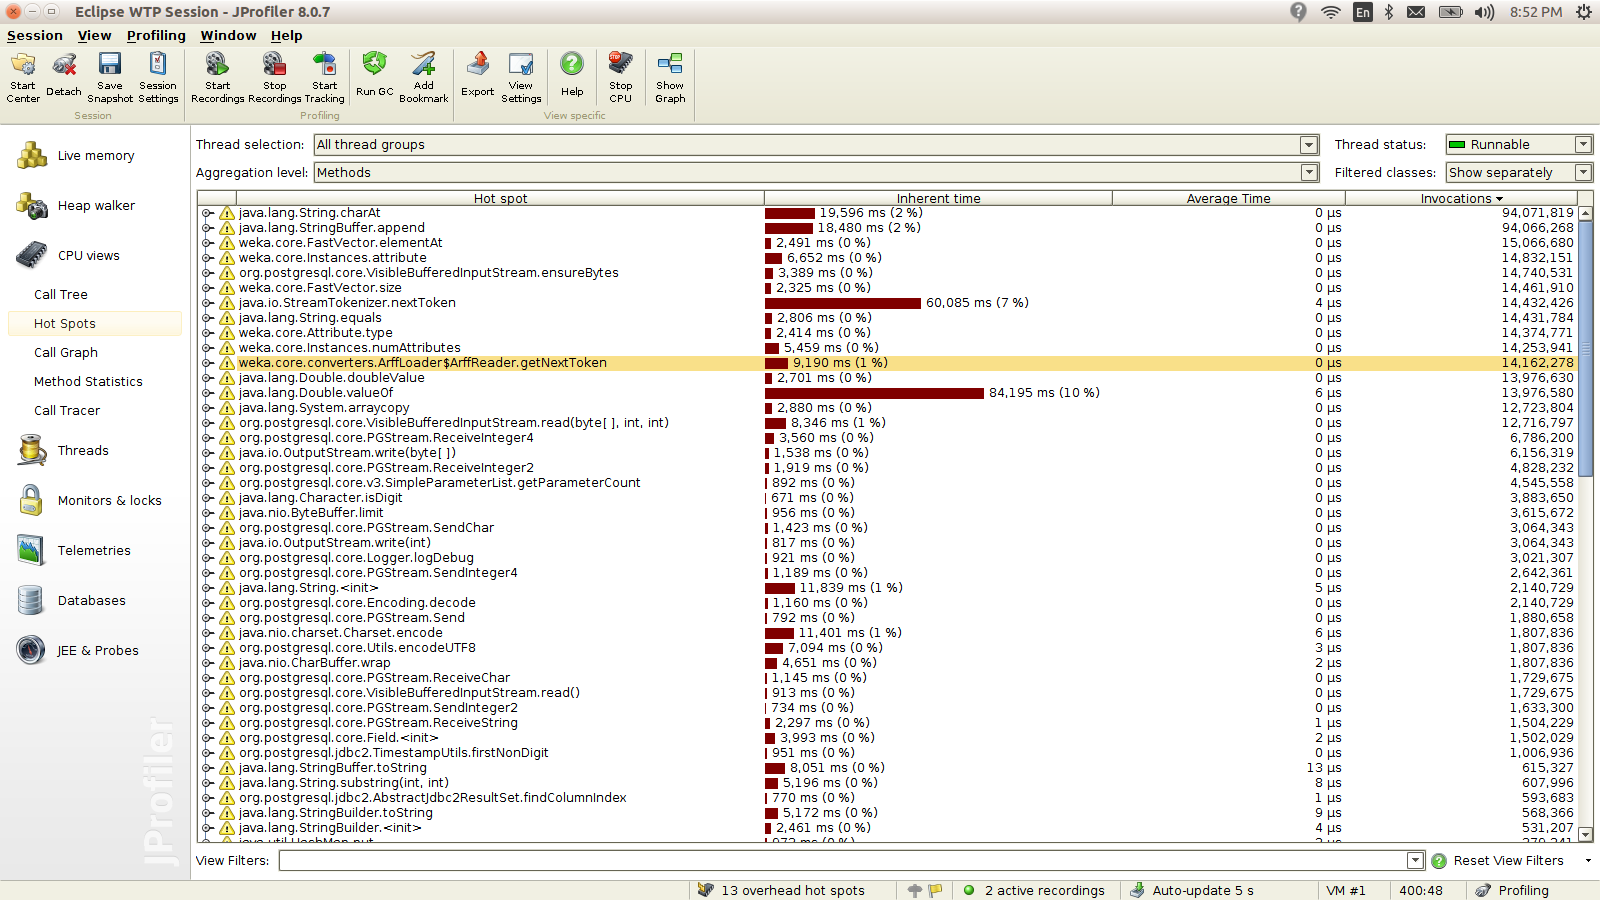 Eclipse WTP Session - JProfiler 8.0.7
En
8:52 PM
Session View Profiling Window Help
Start Center
Detach
Save Snapshot
Session Settings
Start Recordings
Stop Recordings
Start Tracking
Run GC
Add Bookmark
Export
View Settings
Help
Stop CPU
Show Graph
Session
Profiling
View specific
Live memory
Heap walker
CPU views
Call Tree
Hot Spots
Call Graph
Method Statistics
Call Tracer
Threads
Monitors & locks
Telemetries
Databases
JEE & Probes
JProfiler
Thread selection: All thread groups Thread status: Runnable
Aggregation level: Methods Filtered classes: Show separately
Hot spot Inherent time Average Time Invocations
java.lang.String.charAt 19,596 ms (2 %) 0 µs 94,071,819
java.lang.StringBuffer.append 18,480 ms (2 %) 0 µs 94,066,268
weka.core.FastVector.elementAt 2,491 ms (0 %) 0 µs 15,066,680
weka.core.Instances.attribute 6,652 ms (0 %) 0 µs 14,832,151
org.postgresql.core.VisibleBufferedInputStream.ensureBytes 3,389 ms (0 %) 0 µs 14,740,531
weka.core.FastVector.size 2,325 ms (0 %) 0 µs 14,461,910
java.io.StreamTokenizer.nextToken 60,085 ms (7 %) 4 µs 14,432,426
java.lang.String.equals 2,806 ms (0 %) 0 µs 14,431,784
weka.core.Attribute.type 2,414 ms (0 %) 0 µs 14,374,771
weka.core.Instances.numAttributes 5,459 ms (0 %) 0 µs 14,253,941
weka.core.converters.ArffLoader$ArffReader.getNextToken 9,190 ms (1 %) 0 µs 14,162,278
java.lang.Double.doubleValue 2,701 ms (0 %) 0 µs 13,976,630
java.lang.Double.valueOf 84,195 ms (10 %) 6 µs 13,976,580
java.lang.System.arraycopy 2,880 ms (0 %) 0 µs 12,723,804
org.postgresql.core.VisibleBufferedInputStream.read(byte[ ], int, int) 8,346 ms (1 %) 0 µs 12,716,797
org.postgresql.core.PGStream.ReceiveInteger4 3,560 ms (0 %) 0 µs 6,786,200
java.io.OutputStream.write(byte[ ]) 1,538 ms (0 %) 0 µs 6,156,319
org.postgresql.core.PGStream.ReceiveInteger2 1,919 ms (0 %) 0 µs 4,828,232
org.postgresql.core.v3.SimpleParameterList.getParameterCount 892 ms (0 %) 0 µs 4,545,558
java.lang.Character.isDigit 671 ms (0 %) 0 µs 3,883,650
java.nio.ByteBuffer.limit 956 ms (0 %) 0 µs 3,615,672
org.postgresql.core.PGStream.SendChar 1,423 ms (0 %) 0 µs 3,064,343
java.io.OutputStream.write(int) 817 ms (0 %) 0 µs 3,064,343
org.postgresql.core.Logger.logDebug 921 ms (0 %) 0 µs 3,021,307
org.postgresql.core.PGStream.SendInteger4 1,189 ms (0 %) 0 µs 2,642,361
java.lang.String.<init> 11,839 ms (1 %) 5 µs 2,140,729
org.postgresql.core.Encoding.decode 1,160 ms (0 %) 0 µs 2,140,729
org.postgresql.core.PGStream.Send 792 ms (0 %) 0 µs 1,880,658
java.nio.charset.Charset.encode 11,401 ms (1 %) 6 µs 1,807,836
org.postgresql.core.Utils.encodeUTF8 7,094 ms (0 %) 3 µs 1,807,836
java.nio.CharBuffer.wrap 4,651 ms (0 %) 2 µs 1,807,836
org.postgresql.core.PGStream.ReceiveChar 1,145 ms (0 %) 0 µs 1,729,675
org.postgresql.core.VisibleBufferedInputStream.read() 913 ms (0 %) 0 µs 1,729,675
org.postgresql.core.PGStream.SendInteger2 734 ms (0 %) 0 µs 1,633,300
org.postgresql.core.PGStream.ReceiveString 2,297 ms (0 %) 1 µs 1,504,229
org.postgresql.core.Field.<init> 3,993 ms (0 %) 2 µs 1,502,029
org.postgresql.jdbc2.TimestampUtils.firstNonDigit 951 ms (0 %) 0 µs 1,006,936
java.lang.StringBuffer.toString 8,051 ms (0 %) 13 µs 615,327
java.lang.String.substring(int, int) 5,196 ms (0 %) 8 µs 607,996
org.postgresql.jdbc2.AbstractJdbc2ResultSet.findColumnIndex 770 ms (0 %) 1 µs 593,683
java.lang.StringBuilder.toString 5,172 ms (0 %) 9 µs 568,366
java.lang.StringBuilder.<init> 2,461 ms (0 %) 4 µs 531,207
View Filters: Reset View Filters
13 overhead hot spots 2 active recordings Auto-update 5 s VM #1 400:48 Profiling